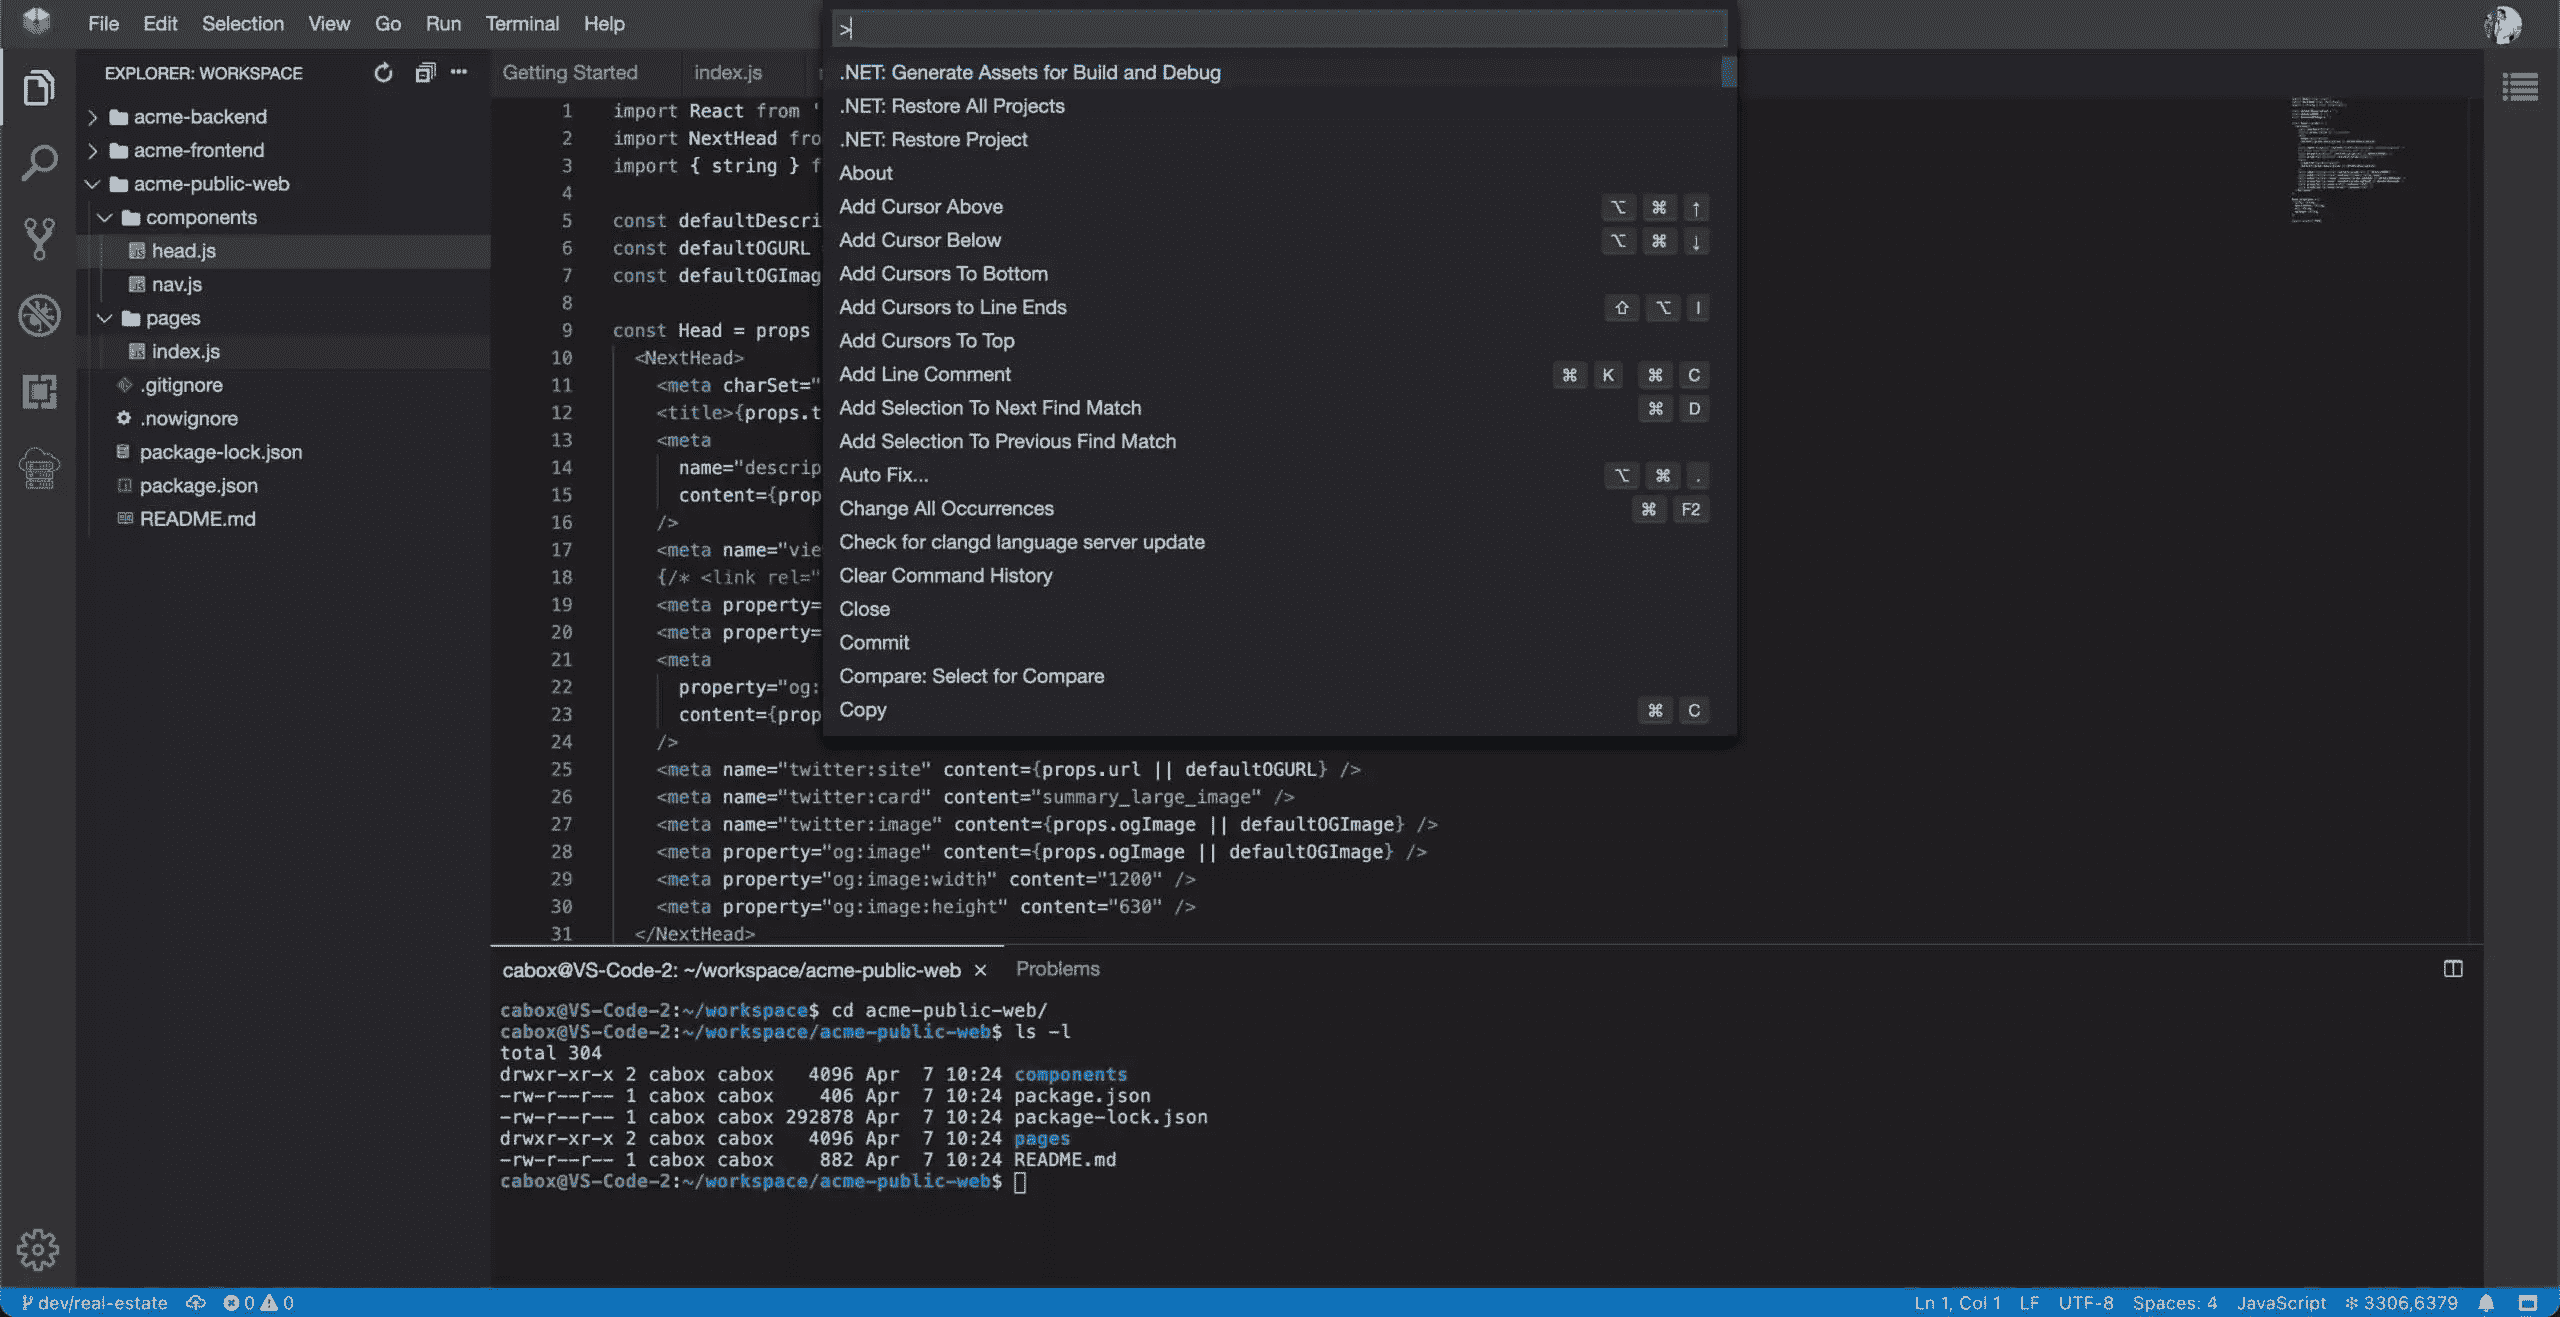 File Edit Selection View Go Run Terminal Help
>
EXPLORER: WORKSPACE
acme-backend
acme-frontend
acme-public-web
components
head.js
nav.js
pages
index.js
.gitignore
.nowignore
package-lock.json
package.json
README.md
Getting Started index.js
1 import React from '
2 import NextHead fro
3 import { string } f
4
5 const defaultDescri
6 const defaultOGURL
7 const defaultOGImag
8
9 const Head = props
10 <NextHead>
11 <meta charSet="
12 <title>{props.t
13 <meta
14 name="descrip
15 content={prop
16 />
17 <meta name="vie
18 {/* <link rel="
19 <meta property=
20 <meta property=
21 <meta
22 property="og:
23 content={prop
24 />
25 <meta name="twitter:site" content={props.url || defaultOGURL} />
26 <meta name="twitter:card" content="summary_large_image" />
27 <meta name="twitter:image" content={props.ogImage || defaultOGImage} />
28 <meta property="og:image" content={props.ogImage || defaultOGImage} />
29 <meta property="og:image:width" content="1200" />
30 <meta property="og:image:height" content="630" />
31 </NextHead>
.NET: Generate Assets for Build and Debug
.NET: Restore All Projects
.NET: Restore Project
About
Add Cursor Above ⌥ ⌘ ↑
Add Cursor Below ⌥ ⌘ ↓
Add Cursors To Bottom
Add Cursors to Line Ends ⇧ ⌥ I
Add Cursors To Top
Add Line Comment ⌘ K ⌘ C
Add Selection To Next Find Match ⌘ D
Add Selection To Previous Find Match
Auto Fix... ⌥ ⌘ .
Change All Occurrences ⌘ F2
Check for clangd language server update
Clear Command History
Close
Commit
Compare: Select for Compare
Copy ⌘ C
cabox@VS-Code-2: ~/workspace/acme-public-web × Problems
cabox@VS-Code-2:~/workspace$ cd acme-public-web/
cabox@VS-Code-2:~/workspace/acme-public-web$ ls -l
total 304
drwxr-xr-x 2 cabox cabox 4096 Apr 7 10:24 components
-rw-r--r-- 1 cabox cabox 406 Apr 7 10:24 package.json
-rw-r--r-- 1 cabox cabox 292878 Apr 7 10:24 package-lock.json
drwxr-xr-x 2 cabox cabox 4096 Apr 7 10:24 pages
-rw-r--r-- 1 cabox cabox 882 Apr 7 10:24 README.md
cabox@VS-Code-2:~/workspace/acme-public-web$
dev/real-estate 0 0 Ln 1, Col 1 LF UTF-8 Spaces: 4 JavaScript 3306,6379